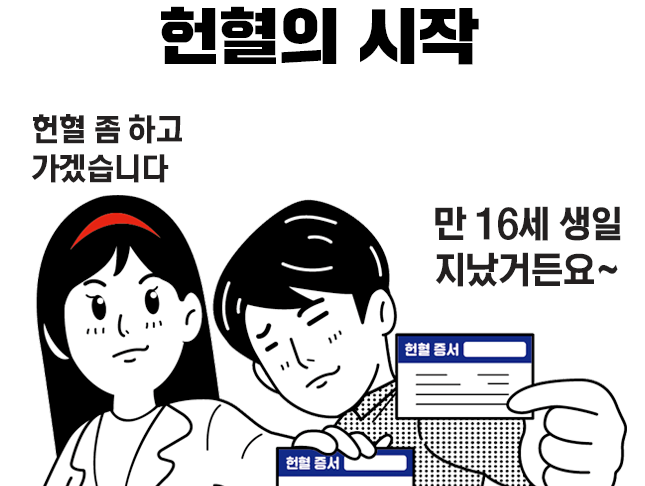 헌혈의 시작
헌혈 좀 하고
가겠습니다
만 16세 생일
지났거든요~
헌혈 증서
헌혈 증서